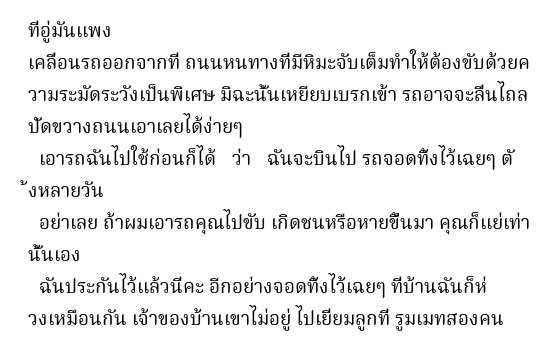 ที่อู่มันแพง
เคลื่อนรถออกจากที่ ถนนหนทางที่มีหิมะจับเต็มทำให้ต้องขับด้วยค
วามระมัดระวังเป็นพิเศษ มิฉะนั้นเหยียบเบรกเข้า รถอาจจะลื่นไถล
ปัดขวางถนนเอาเลยได้ง่ายๆ
เอารถฉันไปใช้ก่อนก็ได้ ว่า ฉันจะบินไป รถจอดทิ้งไว้เฉยๆ ตั
้งหลายวัน
อย่าเลย ถ้าผมเอารถคุณไปขับ เกิดชนหรือหายขึ้นมา คุณก็แย่เท่า
นั้นเอง
ฉันประกันไว้แล้วนี่คะ อีกอย่างจอดทิ้งไว้เฉยๆ ที่บ้านฉันก็ห่
วงเหมือนกัน เจ้าของบ้านเขาไม่อยู่ ไปเยี่ยมลูกที่ รูมเมทสองคน